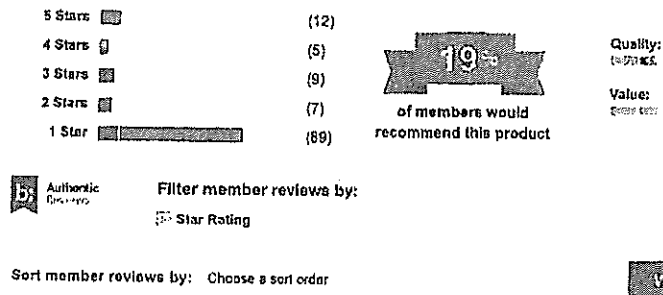 5 Stars (12)
4 Stars (5)
3 Stars (9)
2 Stars (7)
1 Star (89)
19%
of members would
recommend this product
Quality:
Value:
b:
Authentic
Reviews
Filter member reviews by:
Star Rating
Sort member reviews by: Choose a sort order